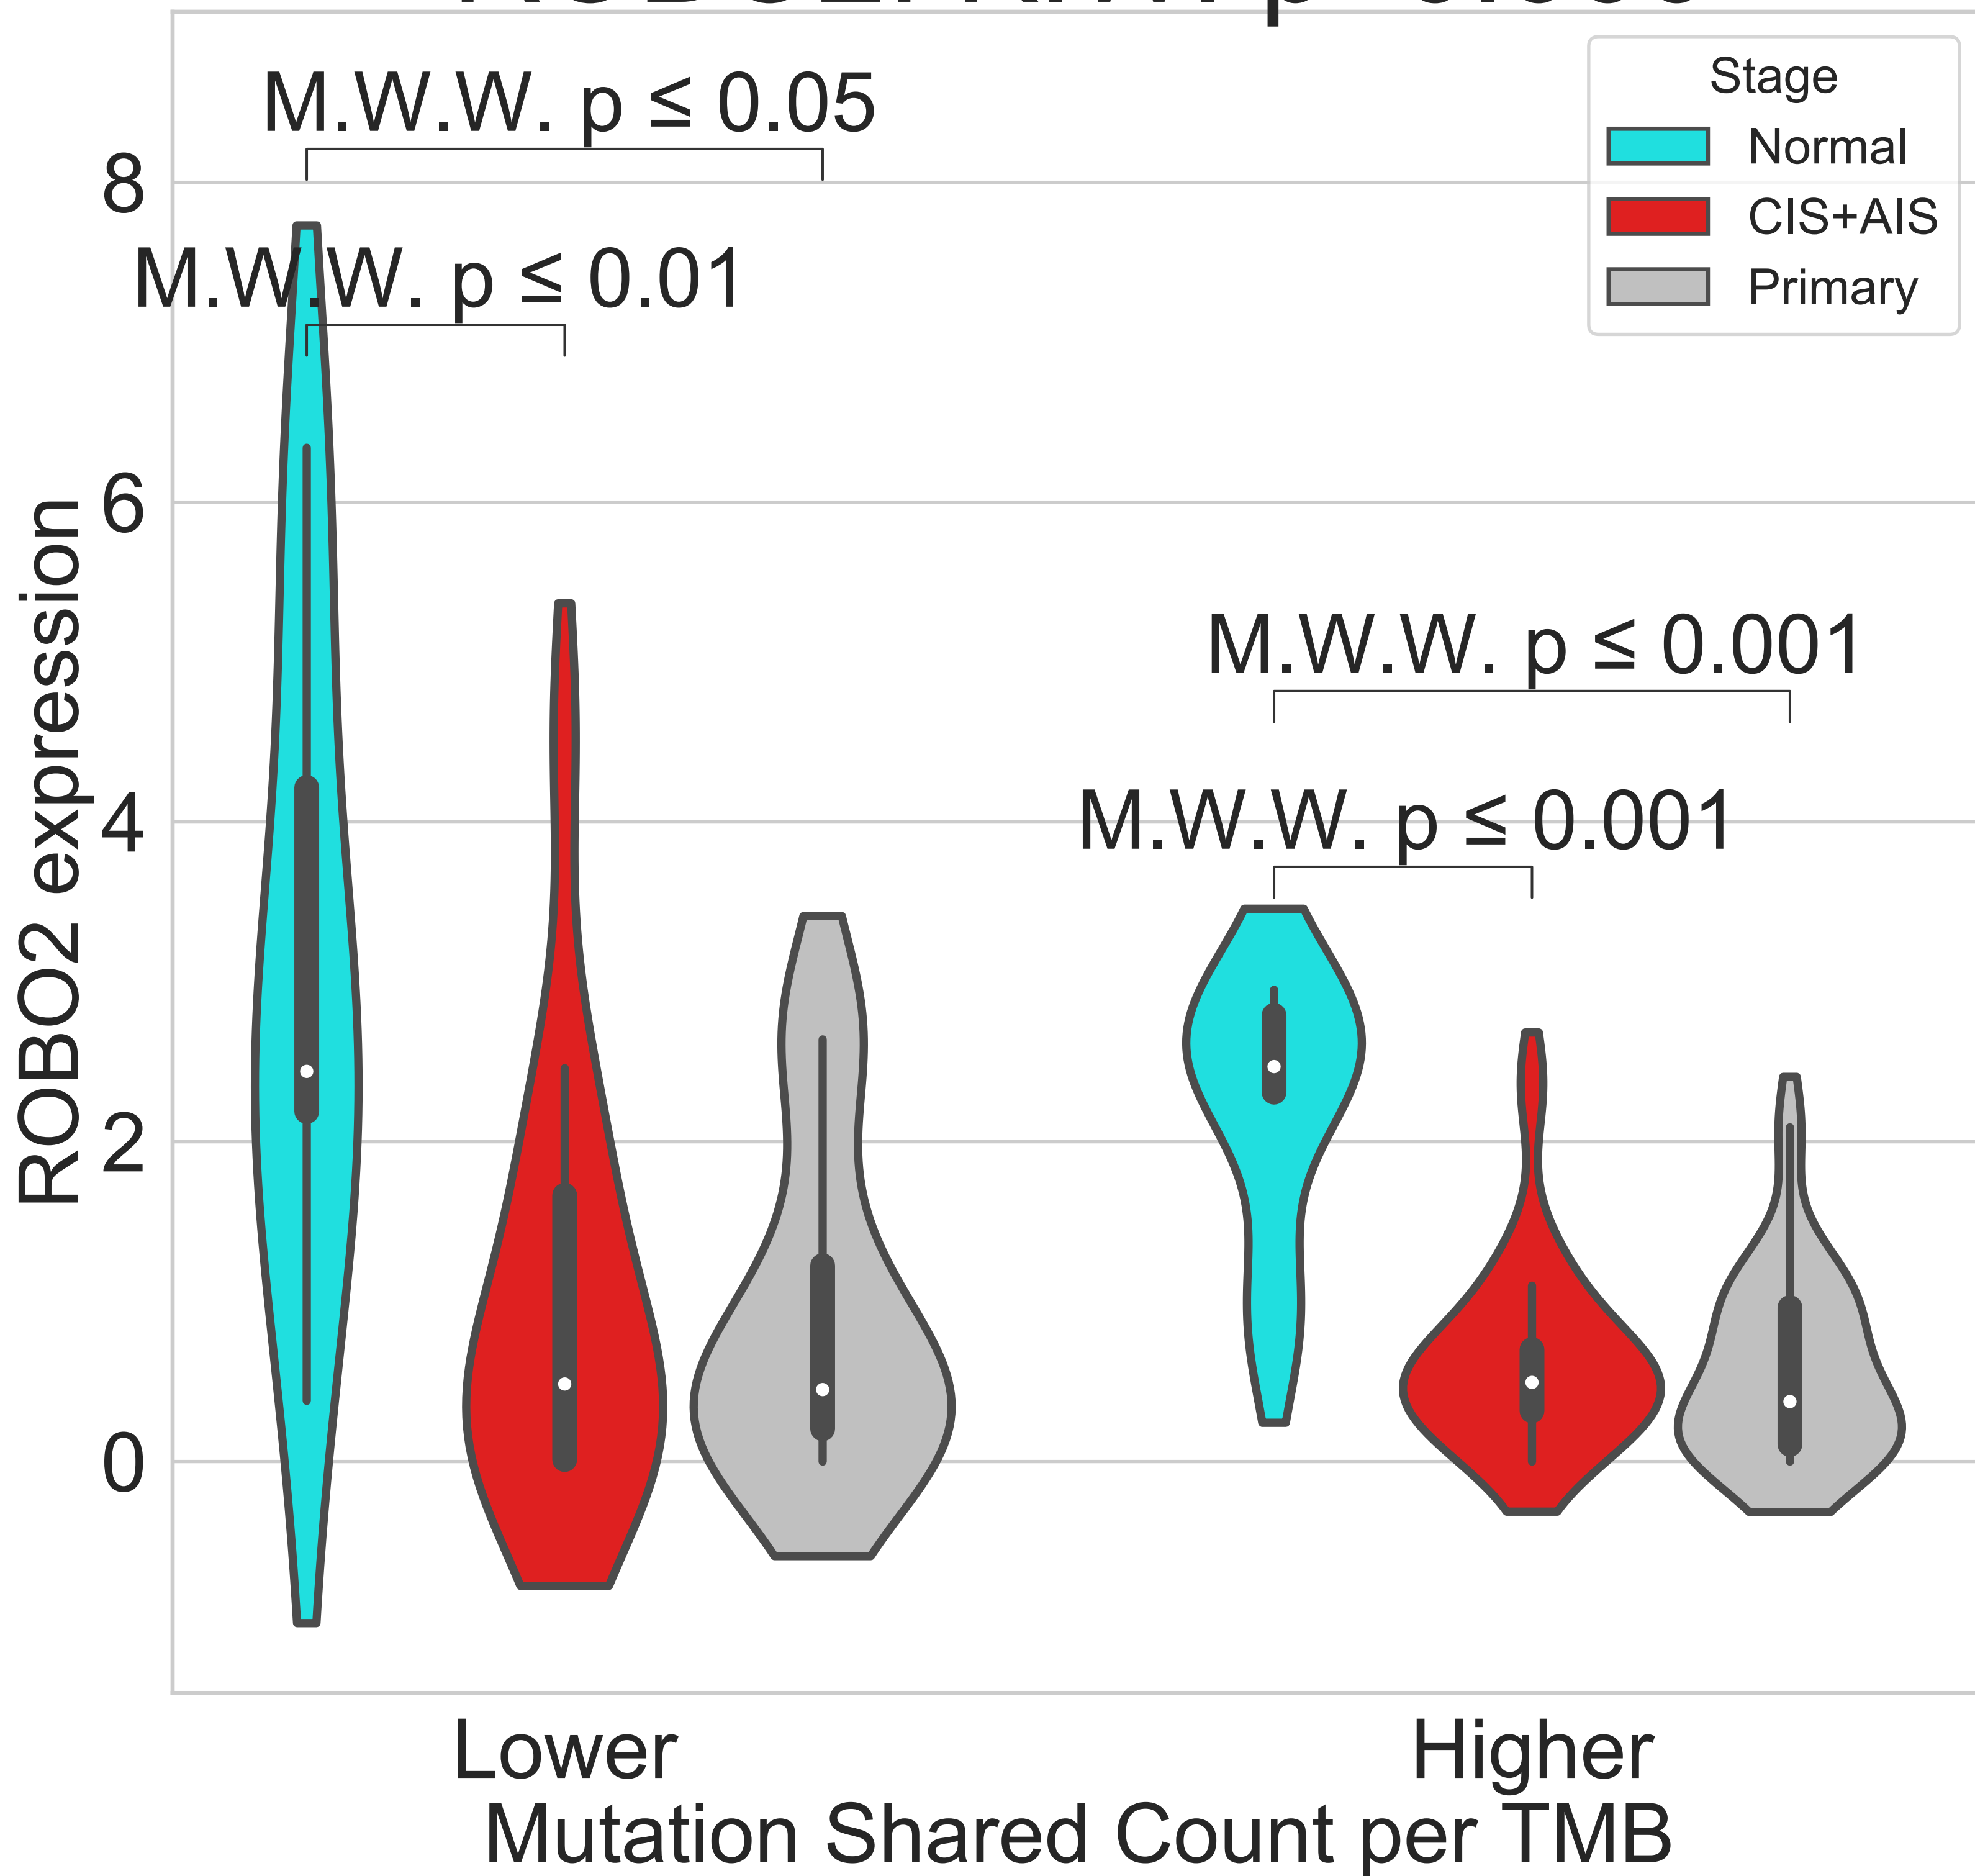 Stage
Normal
CIS+AIS
Primary
M.W.W. p ≤ 0.05
M.W.W. p ≤ 0.01
M.W.W. p ≤ 0.001
M.W.W. p ≤ 0.001
8
6
4
2
0
ROBO2 expression
Lower
Higher
Mutation Shared Count per TMB